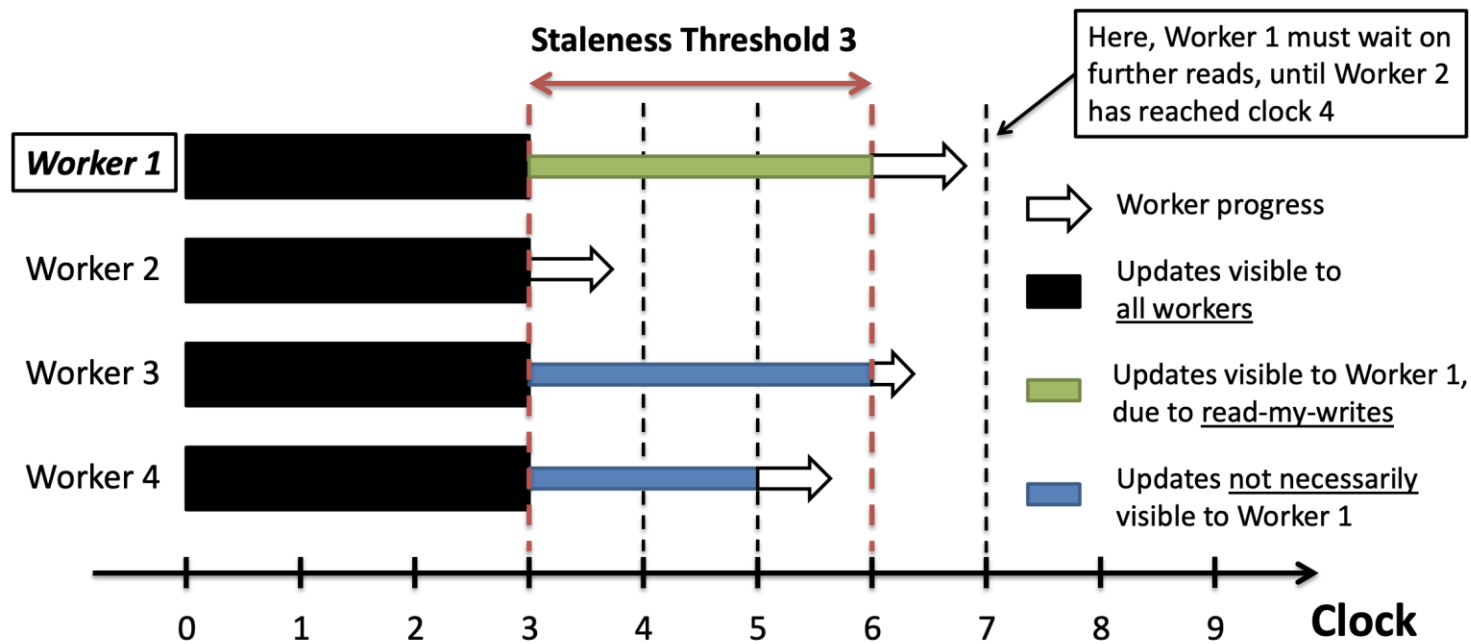 Staleness Threshold 3
Here, Worker 1 must wait on
further reads, until Worker 2
has reached clock 4
Worker 1
Worker 2
Worker 3
Worker 4
Worker progress
Updates visible to
all workers
Updates visible to Worker 1,
due to read-my-writes
Updates not necessarily
visible to Worker 1
0 1 2 3 4 5 6 7 8 9 Clock